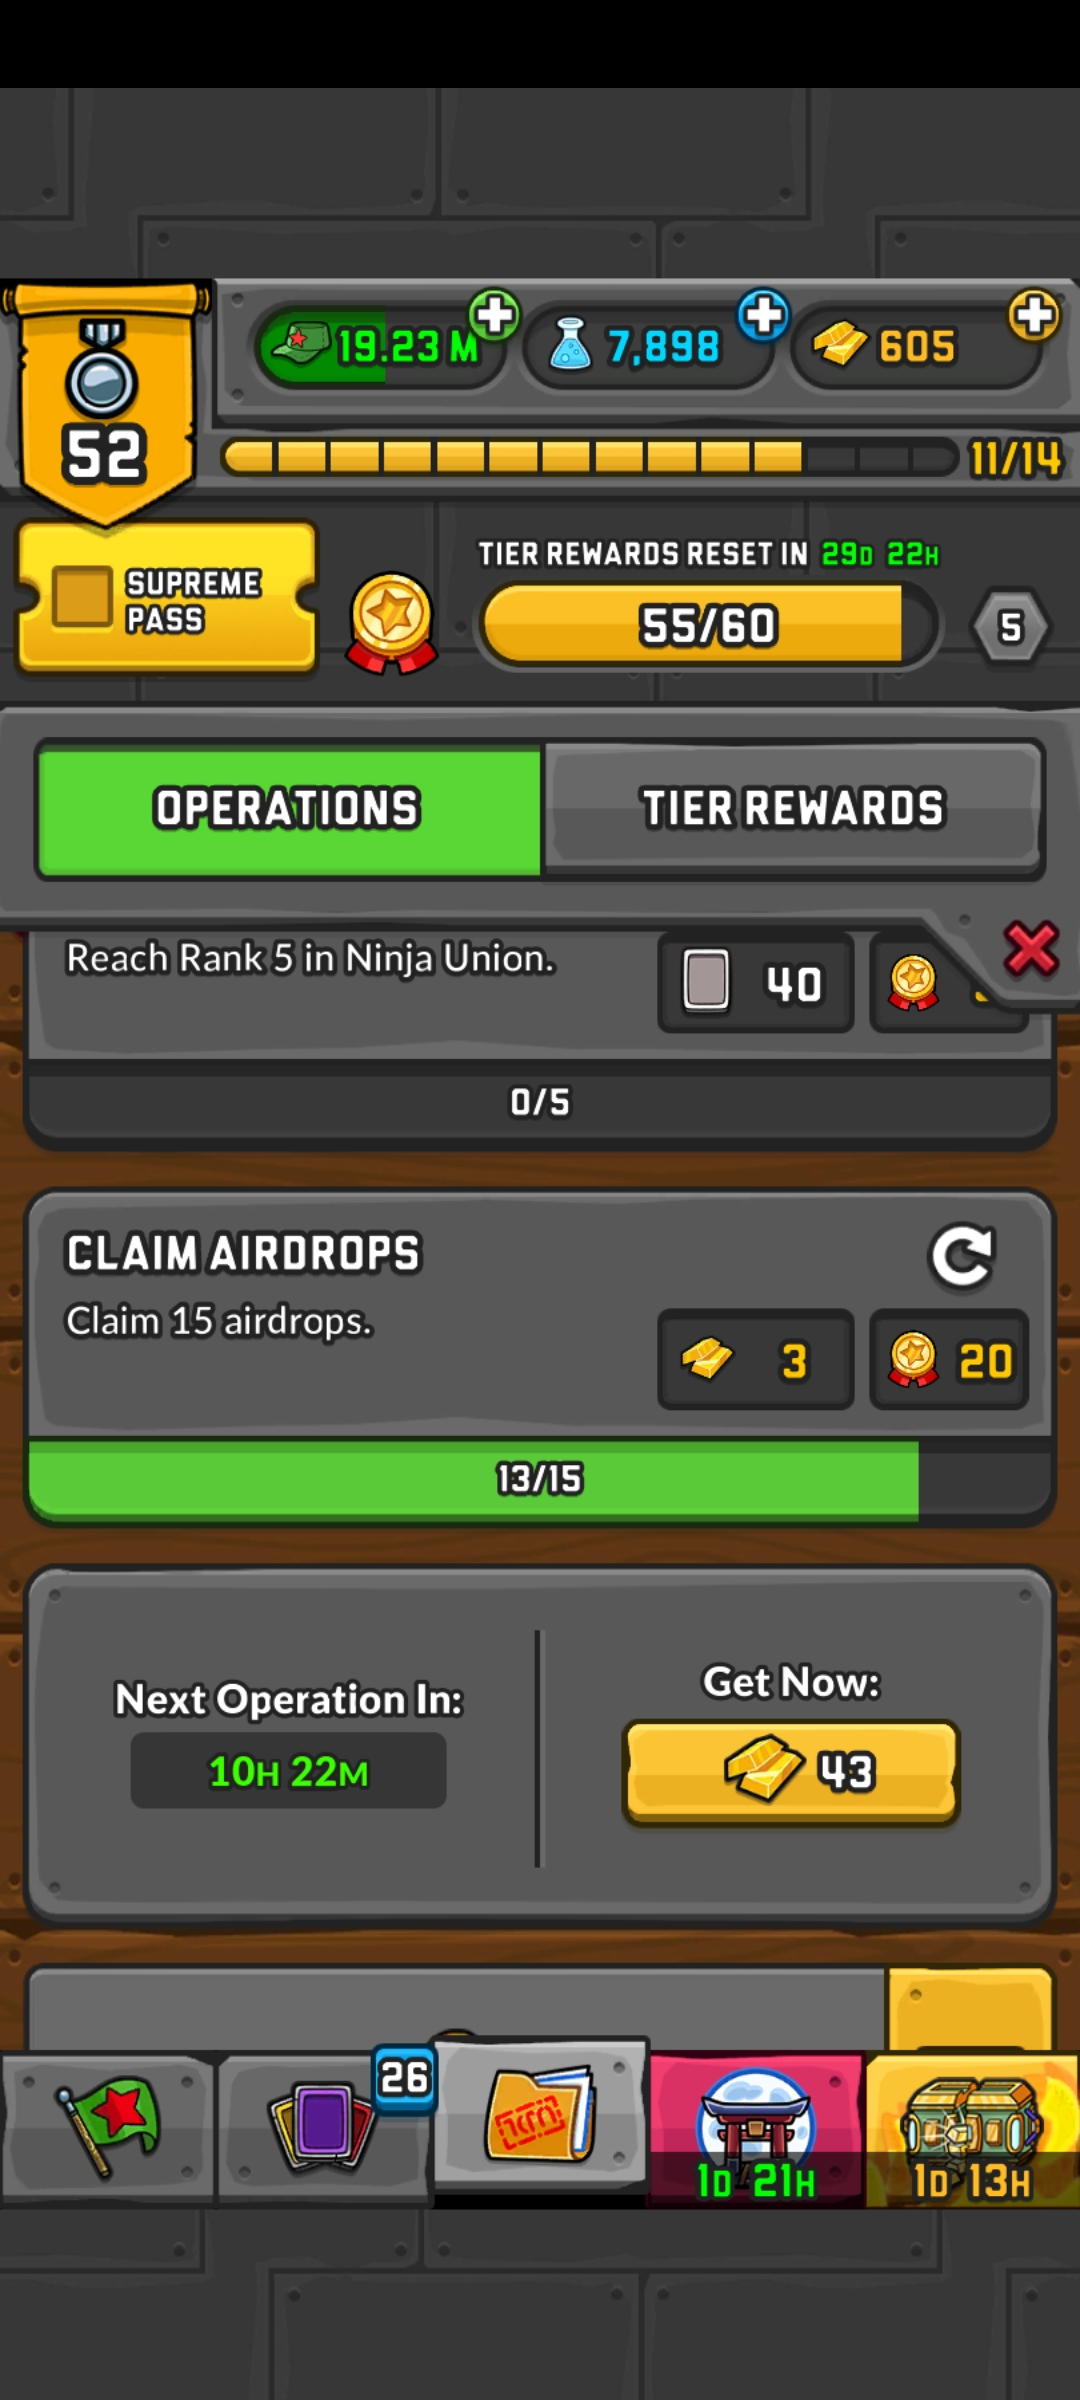 19.23 M
7,898
605
52
11/14
SUPREME
PASS
TIER REWARDS RESET IN 29D 22H
55/60
5
OPERATIONS
TIER REWARDS
Reach Rank 5 in Ninja Union.
40
0/5
CLAIM AIRDROPS
Claim 15 airdrops.
3
20
13/15
Next Operation In:
10H 22M
Get Now:
43
26
1D 21H
1D 13H